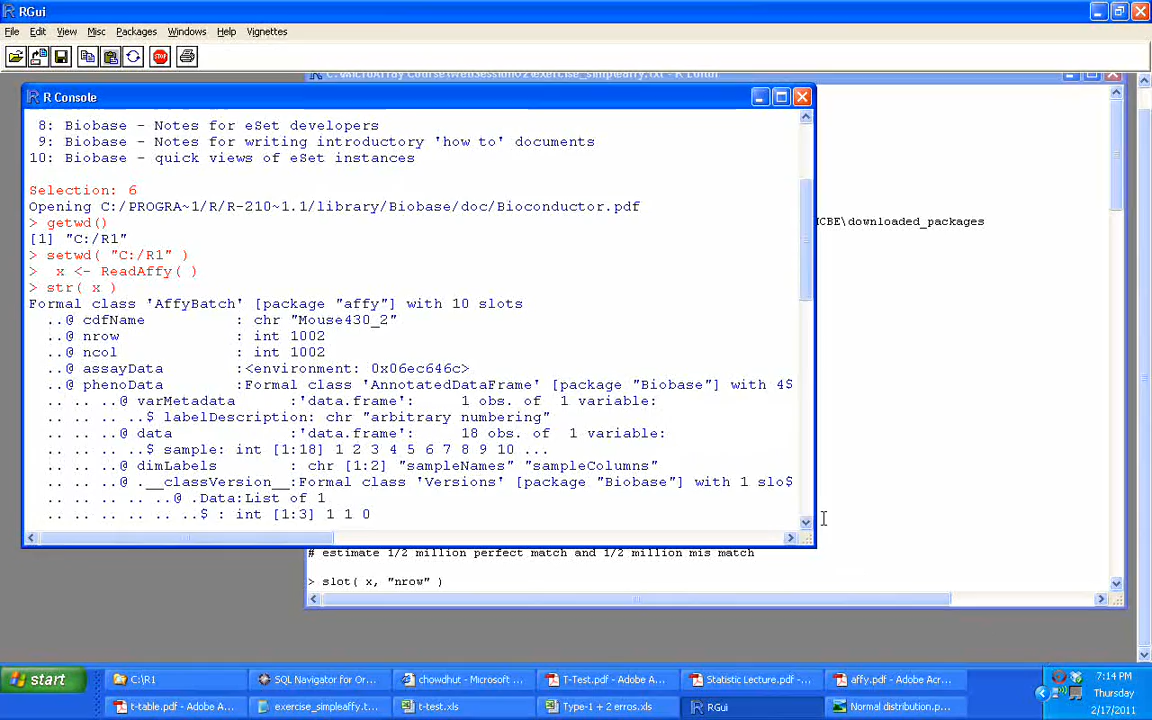 RGui
File Edit View Misc Packages Windows Help Vignettes
STOP
R Console
8: Biobase - Notes for eSet developers
9: Biobase - Notes for writing introductory 'how to' documents
10: Biobase - quick views of eSet instances
Selection: 6
Opening C:/PROGRA~1/R/R-210~1.1/library/Biobase/doc/Bioconductor.pdf
> getwd()
[1] "C:/R1"
> setwd( "C:/R1" )
>  x <- ReadAffy( )
> str( x )
Formal class 'AffyBatch' [package "affy"] with 10 slots
..@ cdfName : chr "Mouse430_2"
..@ nrow : int 1002
..@ ncol : int 1002
..@ assayData :<environment: 0x06ec646c>
..@ phenoData :Formal class 'AnnotatedDataFrame' [package "Biobase"] with 4$
.. .. ..@ varMetadata :'data.frame': 1 obs. of 1 variable:
.. .. .. ..$ labelDescription: chr "arbitrary numbering"
.. .. ..@ data :'data.frame': 18 obs. of 1 variable:
.. .. .. ..$ sample: int [1:18] 1 2 3 4 5 6 7 8 9 10 ...
.. .. ..@ dimLabels : chr [1:2] "sampleNames" "sampleColumns"
.. .. ..@ .__classVersion__:Formal class 'Versions' [package "Biobase"] with 1 slo$
.. .. .. .. .. ..@ .Data:List of 1
.. .. .. .. .. .. ..$ : int [1:3] 1 1 0
CBE\downloaded_packages
# estimate 1/2 million perfect match and 1/2 million mis match
> slot( x, "nrow" )
start
C:\R1
SQL Navigator for Or...
chowdhut - Microsoft ...
T-Test.pdf - Adobe A...
Statistic Lecture.pdf -...
affy.pdf - Adobe Acr...
t-table.pdf - Adobe A...
exercise_simpleaffy.t...
t-test.xls
Type-1 + 2 erros.xls
RGui
Normal distribution.p...
7:14 PM
Thursday
2/17/2011